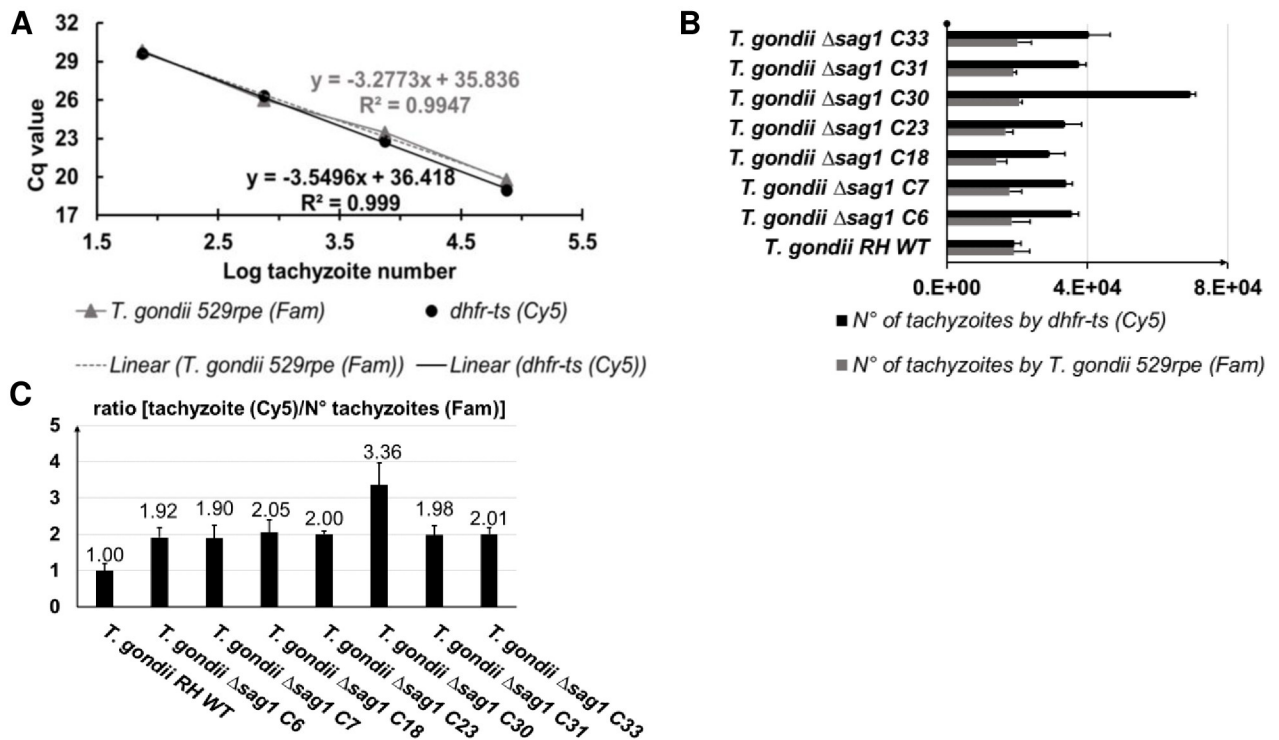 A
32
29
26
23
20
17
Cq value
y = -3.2773x + 35.836
R² = 0.9947
y = -3.5496x + 36.418
R² = 0.999
1.5 2.5 3.5 4.5 5.5
Log tachyzoite number
T. gondii 529rpe (Fam)
dhfr-ts (Cy5)
Linear (T. gondii 529rpe (Fam))
Linear (dhfr-ts (Cy5))
B
T. gondii Δsag1 C33
T. gondii Δsag1 C31
T. gondii Δsag1 C30
T. gondii Δsag1 C23
T. gondii Δsag1 C18
T. gondii Δsag1 C7
T. gondii Δsag1 C6
T. gondii RH WT
0.E+00 4.E+04 8.E+04
N° of tachyzoites by dhfr-ts (Cy5)
N° of tachyzoites by T. gondii 529rpe (Fam)
C
ratio [tachyzoite (Cy5)/N° tachyzoites (Fam)]
5
4
3
2
1
0
1.00
1.92
1.90
2.05
2.00
3.36
1.98
2.01
T. gondii RH WT
T. gondii Δsag1 C6
T. gondii Δsag1 C7
T. gondii Δsag1 C18
T. gondii Δsag1 C23
T. gondii Δsag1 C30
T. gondii Δsag1 C31
T. gondii Δsag1 C33